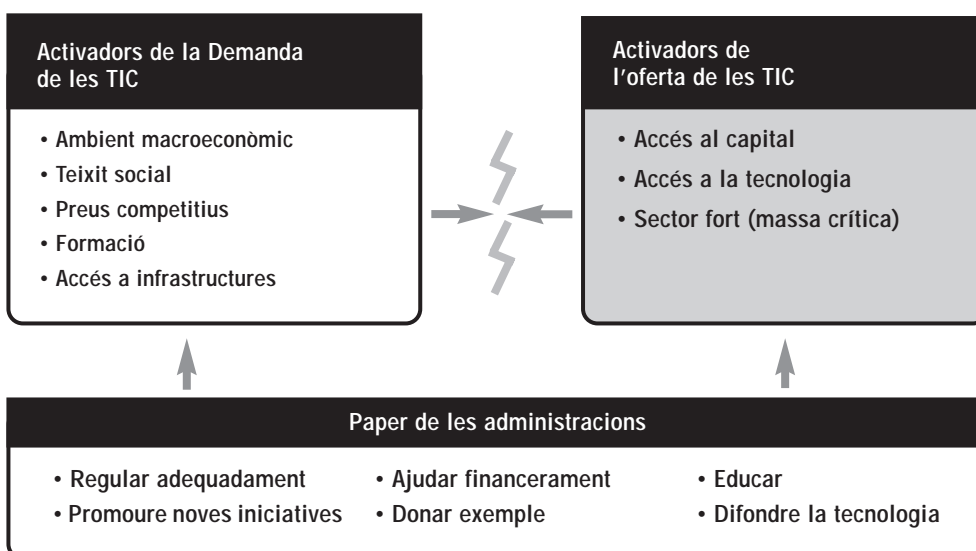 Activadors de la Demanda
de les TIC
• Ambient macroeconòmic
• Teixit social
• Preus competitius
• Formació
• Accés a infrastructures
Activadors de
l'oferta de les TIC
• Accés al capital
• Accés a la tecnologia
• Sector fort (massa crítica)
Paper de les administracions
• Regular adequadament
• Promoure noves iniciatives
• Ajudar financerament
• Donar exemple
• Educar
• Difondre la tecnologia